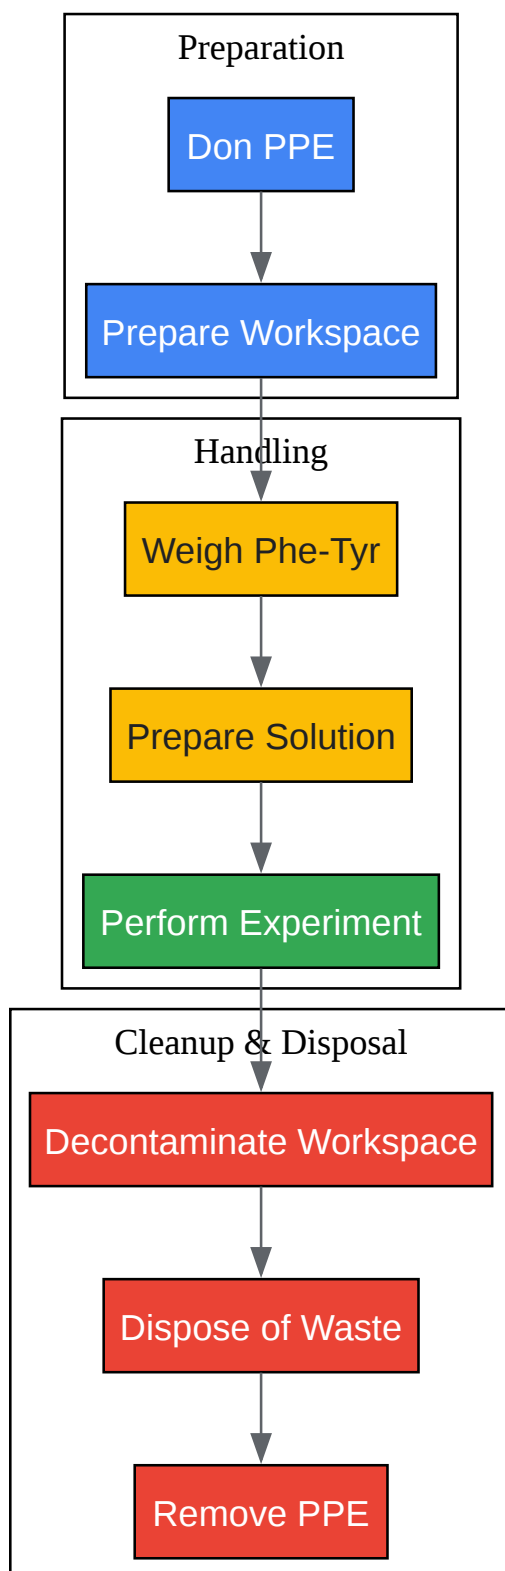 Preparation
Don PPE
Prepare Workspace
Handling
Weigh Phe-Tyr
Prepare Solution
Perform Experiment
Cleanup & Disposal
Decontaminate Workspace
Dispose of Waste
Remove PPE